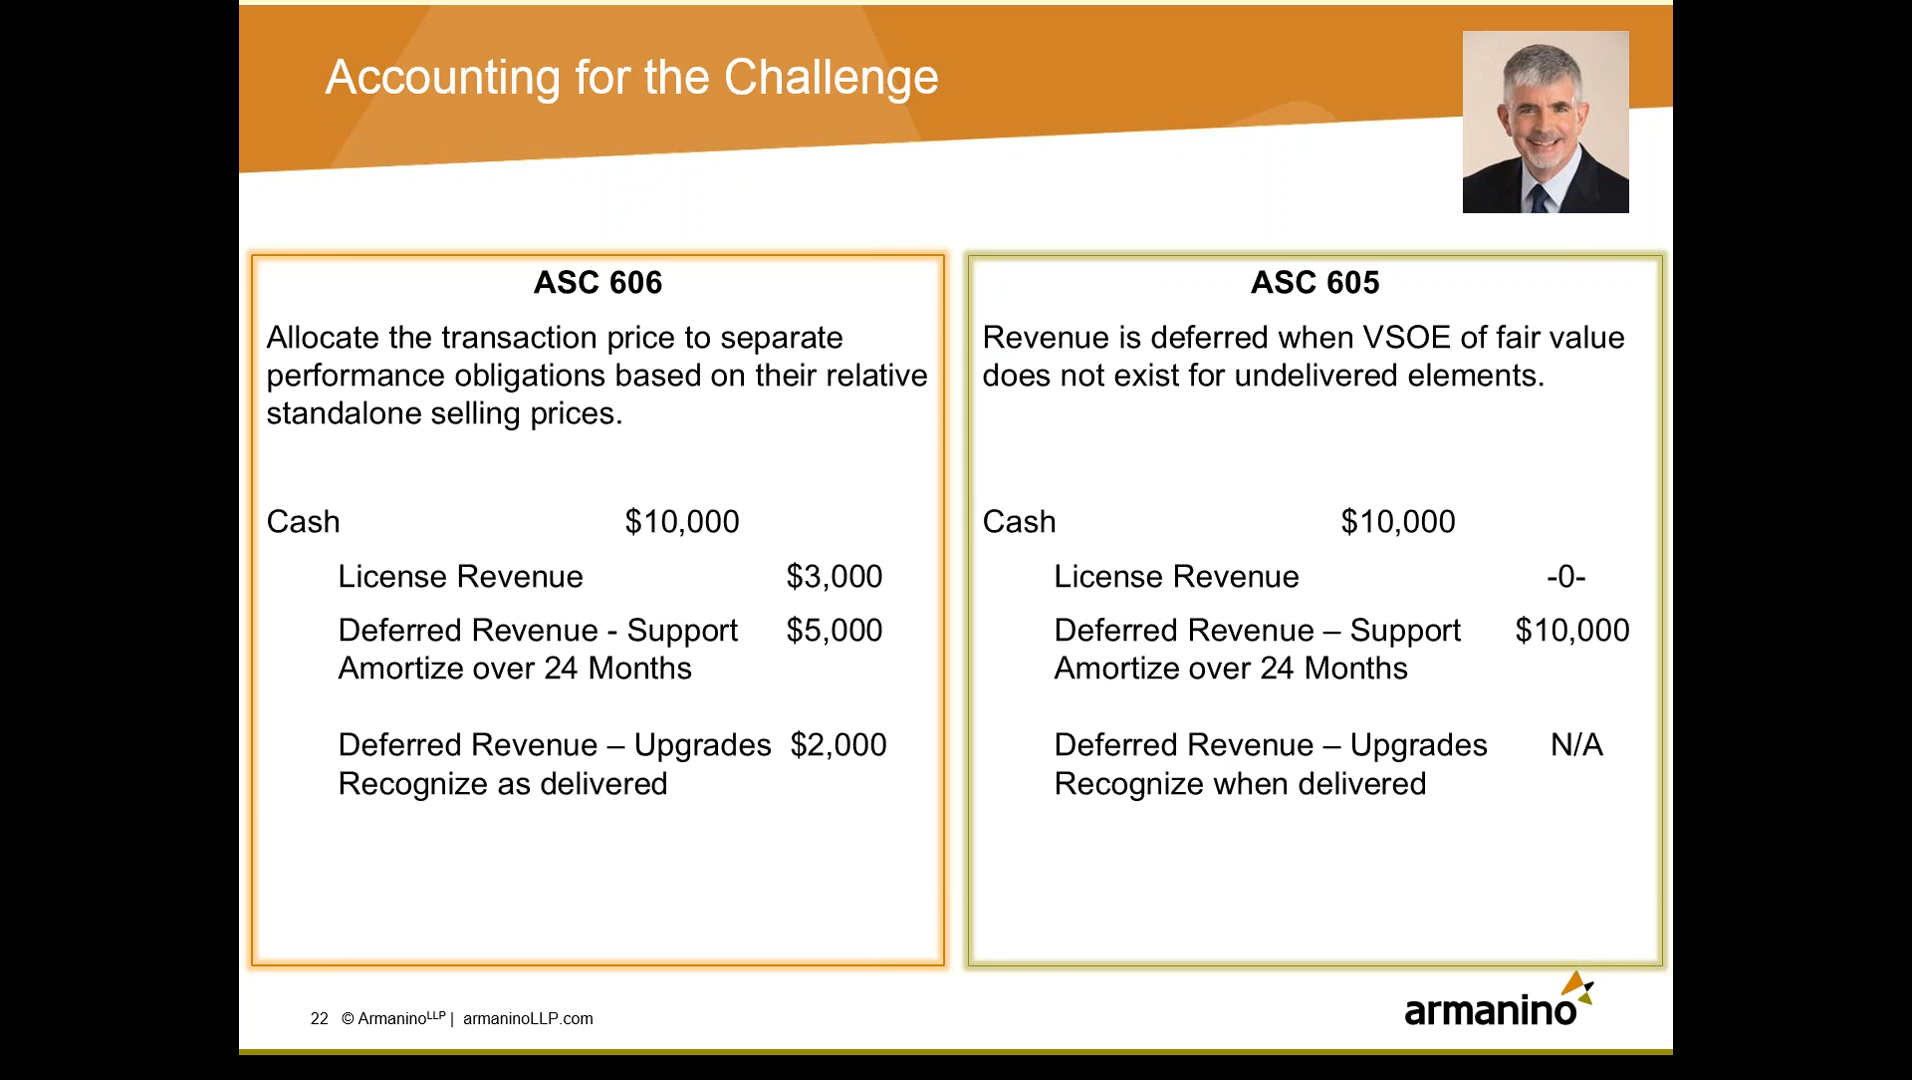 Accounting for the Challenge
ASC 606
Allocate the transaction price to separate
performance obligations based on their relative
standalone selling prices.
Cash $10,000
License Revenue $3,000
Deferred Revenue - Support $5,000
Amortize over 24 Months
Deferred Revenue – Upgrades $2,000
Recognize as delivered
ASC 605
Revenue is deferred when VSOE of fair value
does not exist for undelivered elements.
Cash $10,000
License Revenue -0-
Deferred Revenue – Support $10,000
Amortize over 24 Months
Deferred Revenue – Upgrades N/A
Recognize when delivered
22 © ArmaninoLLP | armaninoLLP.com
armanino